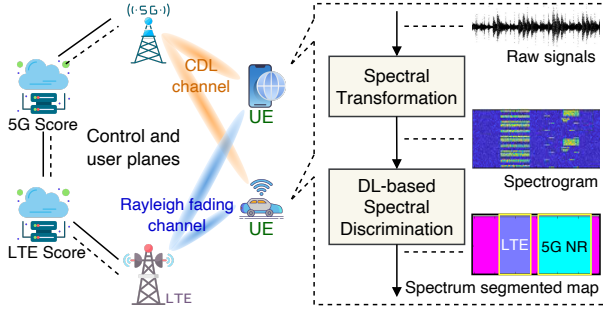 5G
CDL
channel
5G Score
UE
Control and
user planes
Rayleigh fading
channel
UE
LTE Score
LTE
Raw signals
Spectral
Transformation
Spectrogram
DL-based
Spectral
Discrimination
LTE
5G NR
Spectrum segmented map